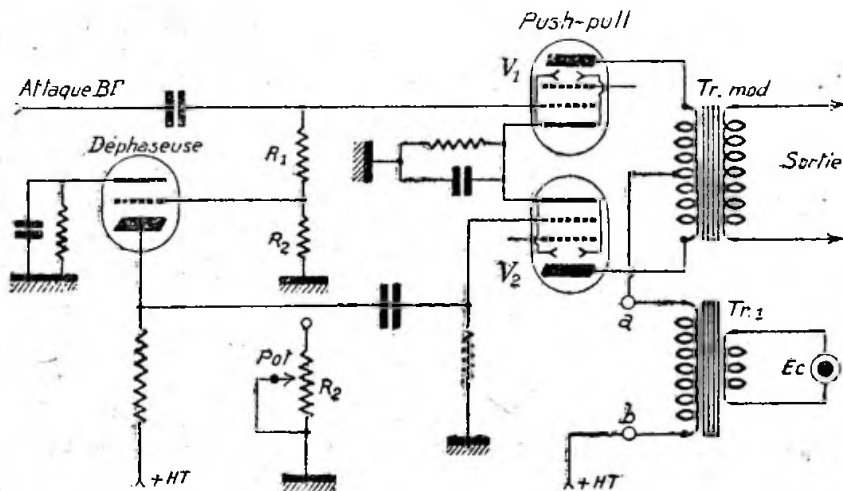 Push-pull
Attaque BF
V1
Tr. mod
Déphaseuse
R1
Sortie
R2
V2
a
Tr.1
Pot
R2
Ec
b
+HT
+HT